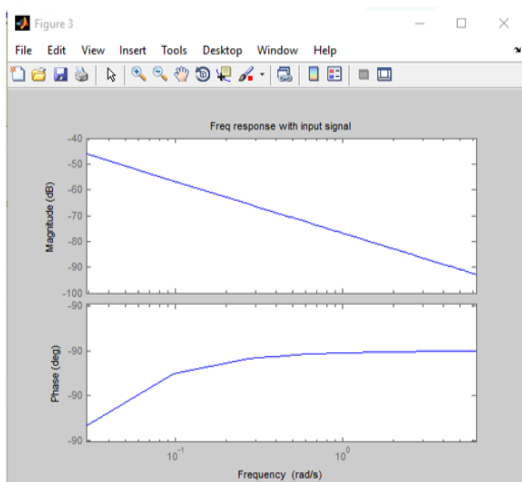 Figure 3
File Edit View Insert Tools Desktop Window Help
Freq response with input signal
Magnitude (dB)
-40
-50
-60
-70
-80
-90
-100
Phase (deg)
-90
-90
-90
-90
10^-1
10^0
Frequency (rad/s)